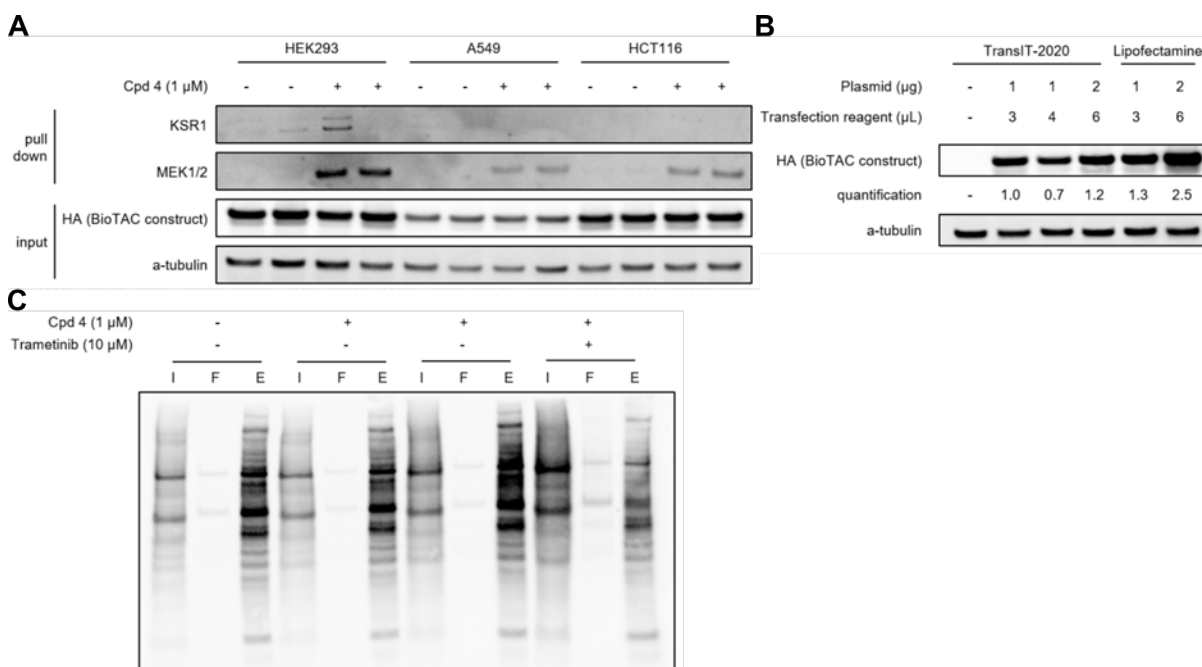 A
HEK293 A549 HCT116
Cpd 4 (1 µM) - - + + - - + + - - + +
pull down
KSR1
MEK1/2
input
HA (BioTAC construct)
a-tubulin
B
TransIT-2020 Lipofectamine
Plasmid (µg) - 1 1 2 1 2
Transfection reagent (µL) - 3 4 6 3 6
HA (BioTAC construct)
quantification - 1.0 0.7 1.2 1.3 2.5
a-tubulin
C
Cpd 4 (1 µM) - + + +
Trametinib (10 µM) - - - +
I F E I F E I F E I F E